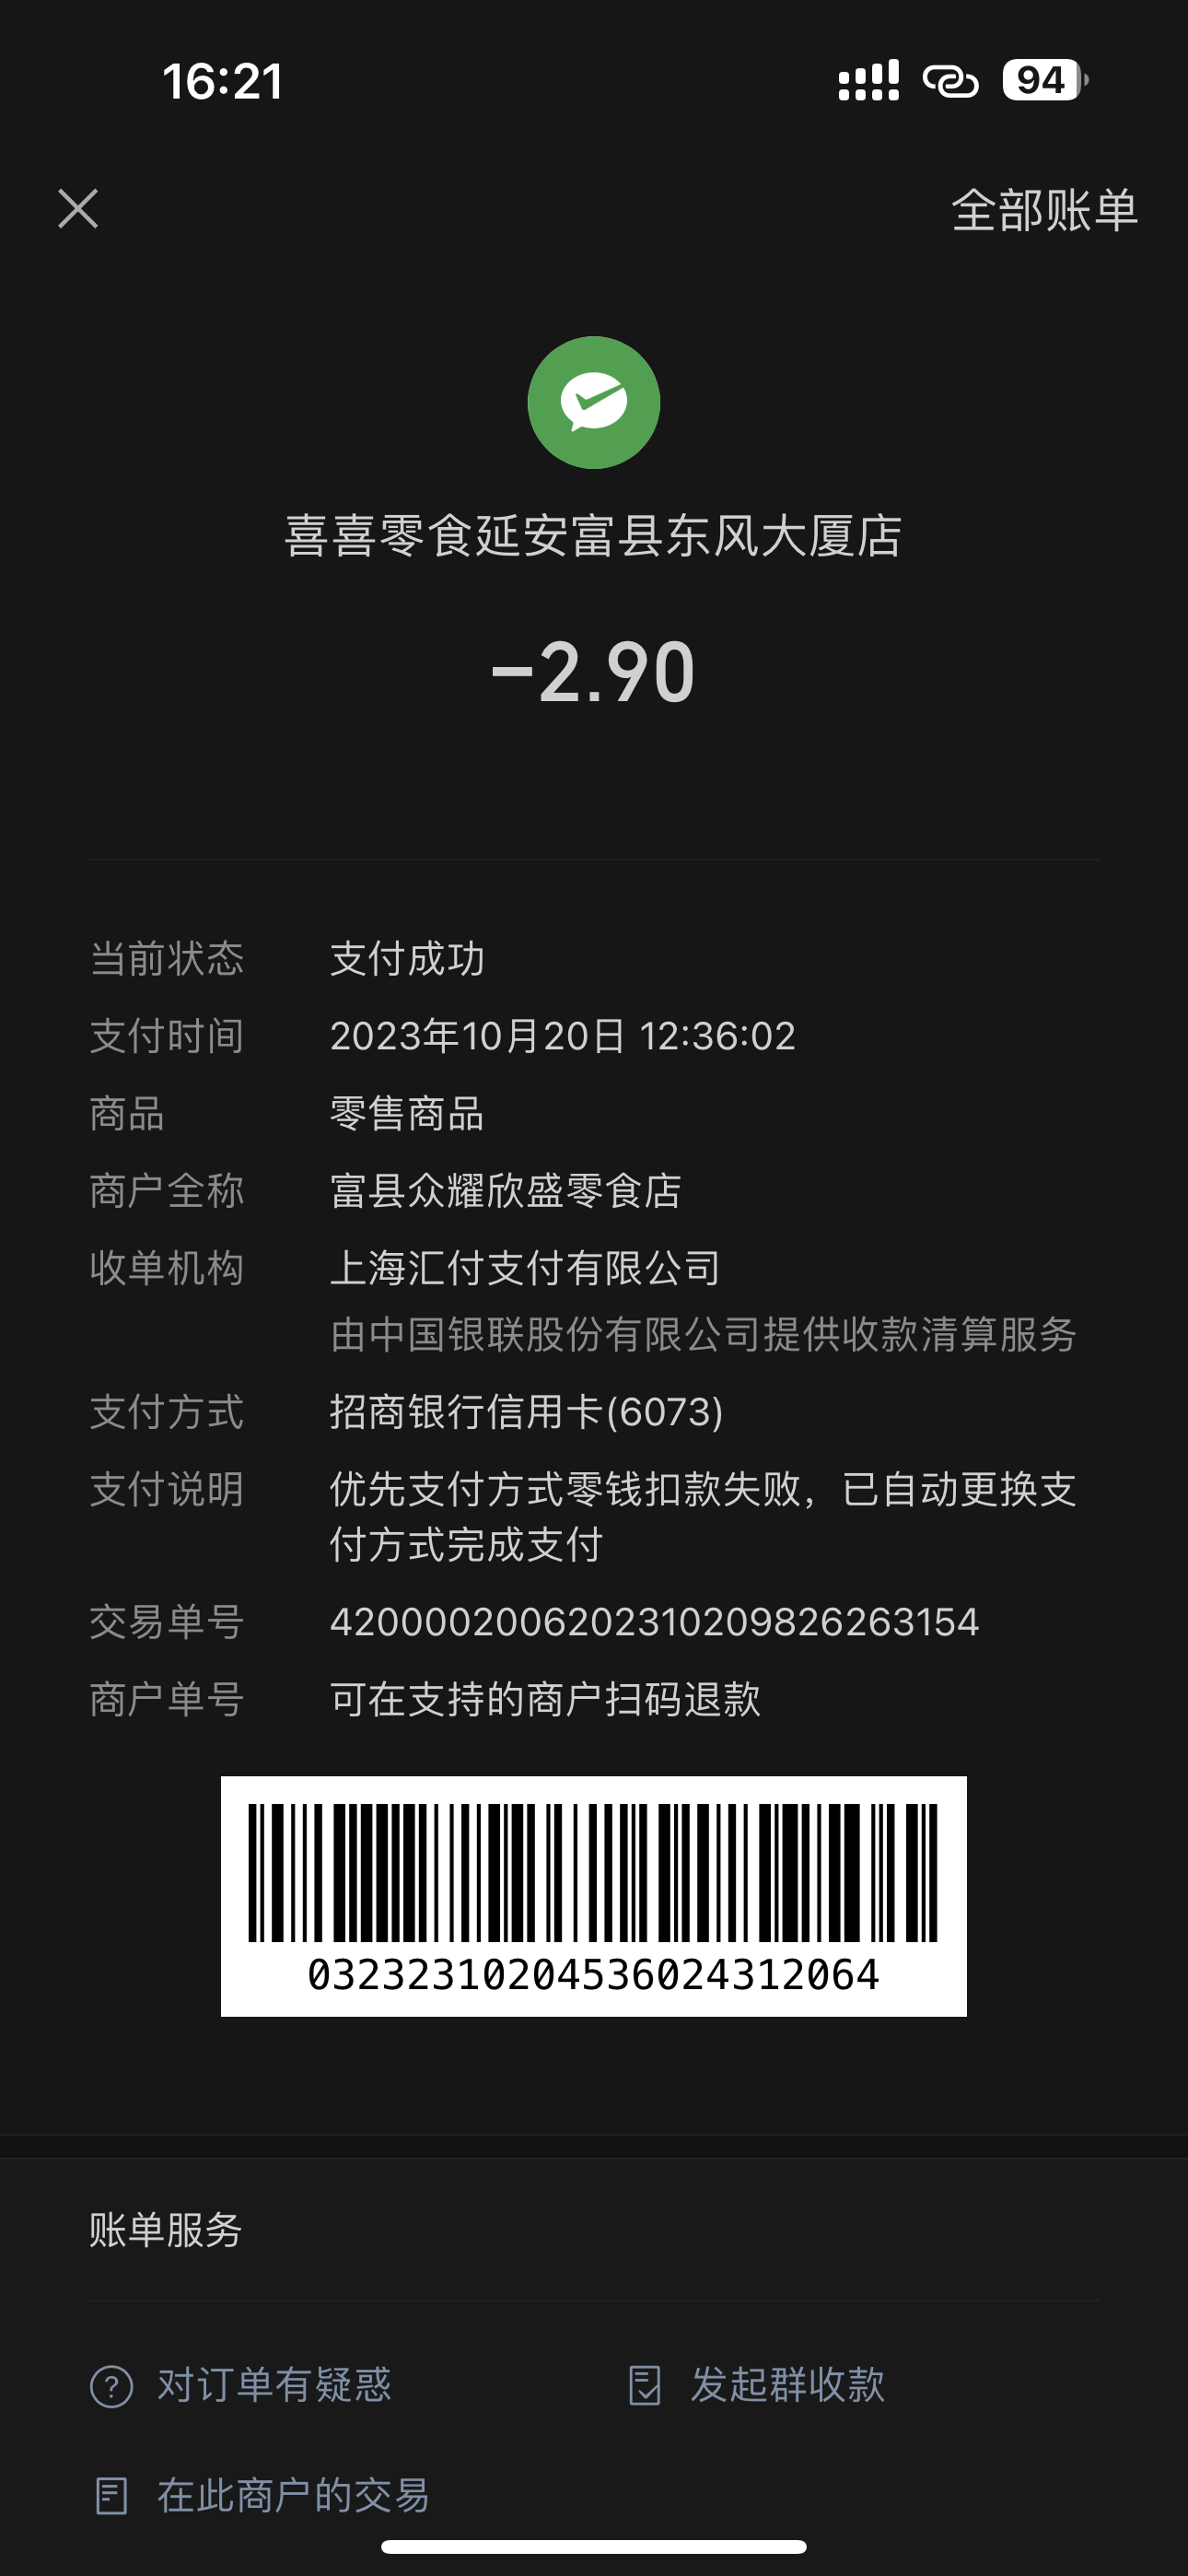 16:21
94
全部账单
喜喜零食延安富县东风大厦店
-2.90
当前状态 支付成功
支付时间 2023年10月20日 12:36:02
商品 零售商品
商户全称 富县众耀欣盛零食店
收单机构 上海汇付支付有限公司
由中国银联股份有限公司提供收款清算服务
支付方式 招商银行信用卡(6073)
支付说明 优先支付方式零钱扣款失败，已自动更换支
付方式完成支付
交易单号 4200002006202310209826263154
商户单号 可在支持的商户扫码退款
03232310204536024312064
账单服务
对订单有疑惑 发起群收款
在此商户的交易